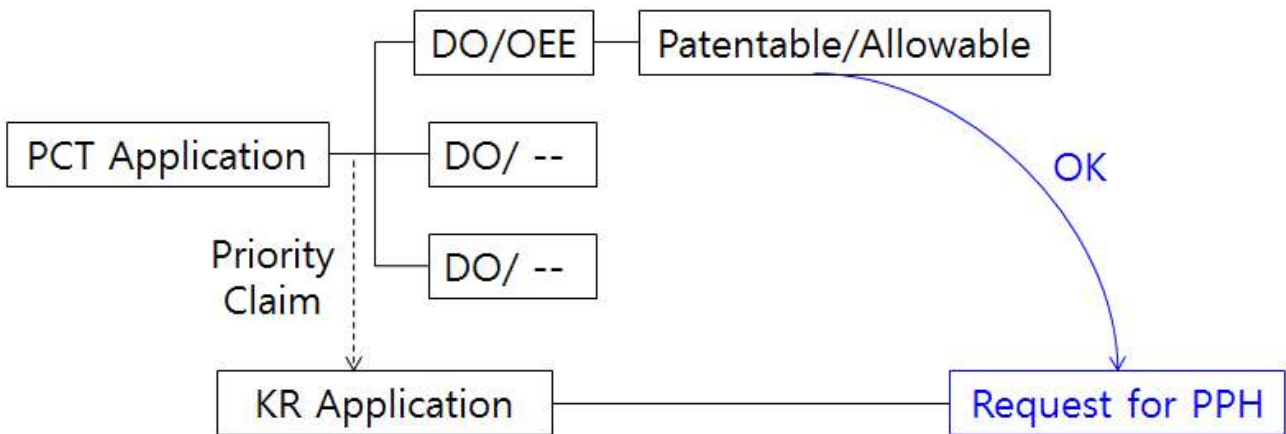 DO/OEE
Patentable/Allowable
PCT Application
DO/ --
OK
Priority
Claim
DO/ --
KR Application
Request for PPH